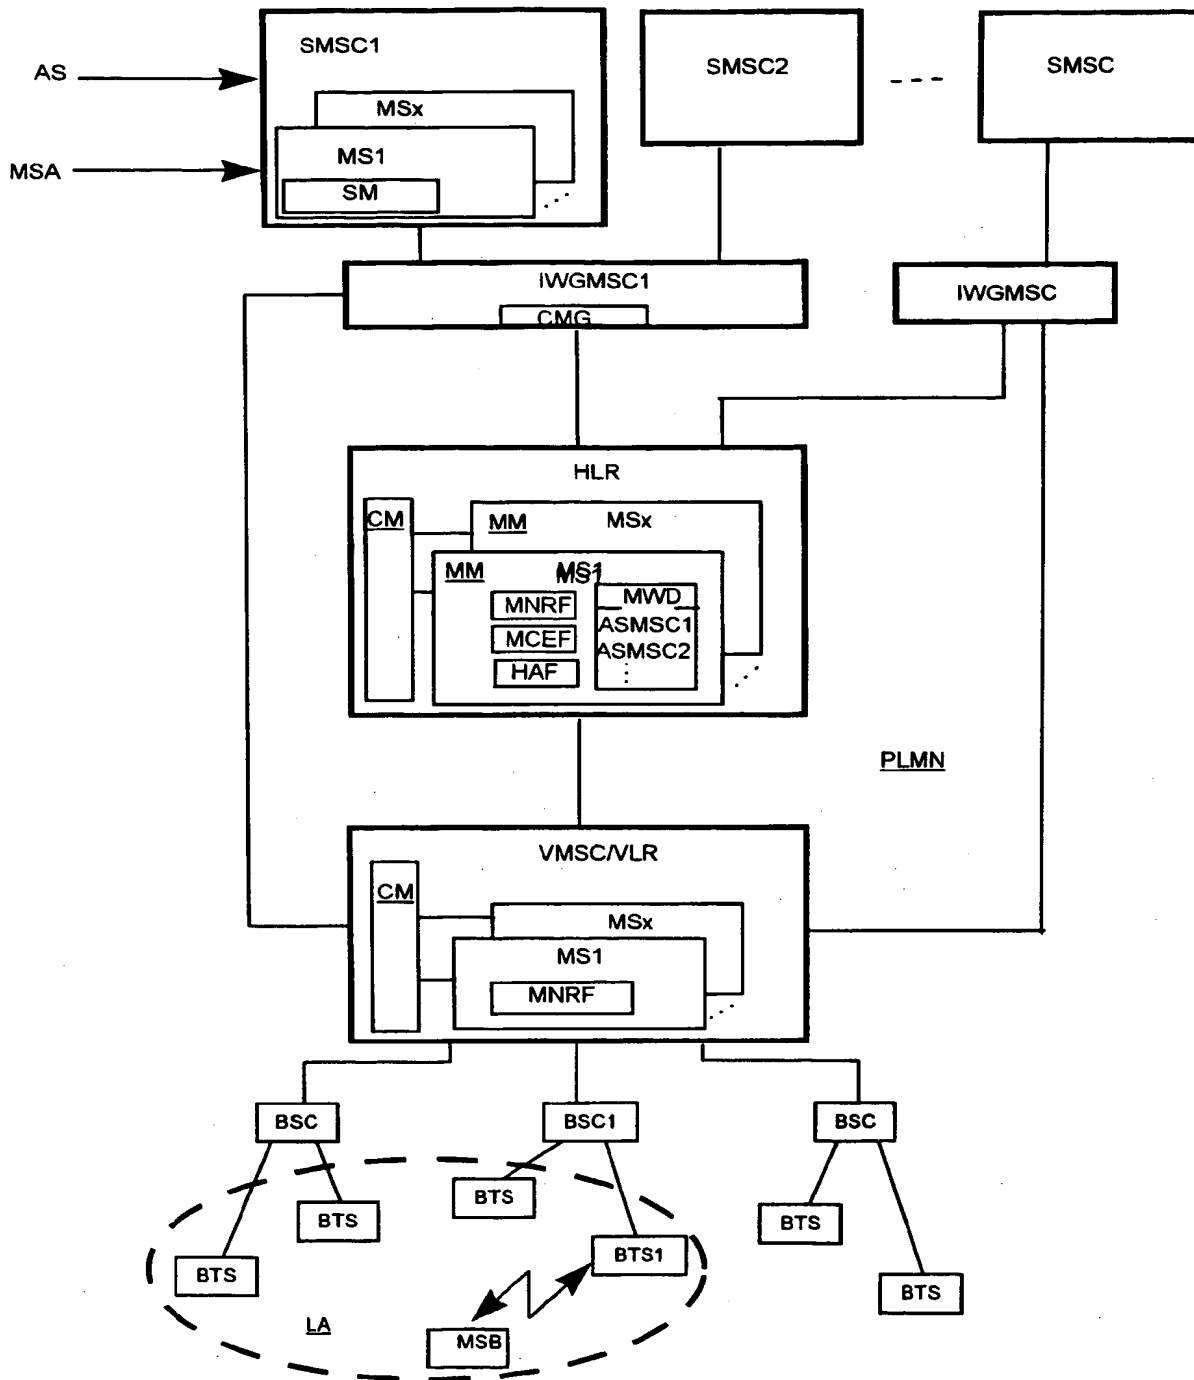 SMSC1
SMSC2
SMSC
AS
MSx
MS1
MSA
SM
IWGMSC1
CMG
IWGMSC
HLR
CM
MM
MSx
MM
MS1
MNRF
MWD
MCEF
ASMSC1
HAF
ASMSC2
PLMN
VMSC/VLR
CM
MSx
MS1
MNRF
BSC
BSC1
BSC
BTS
BTS
BTS
BTS
BTS1
BTS
LA
MSB